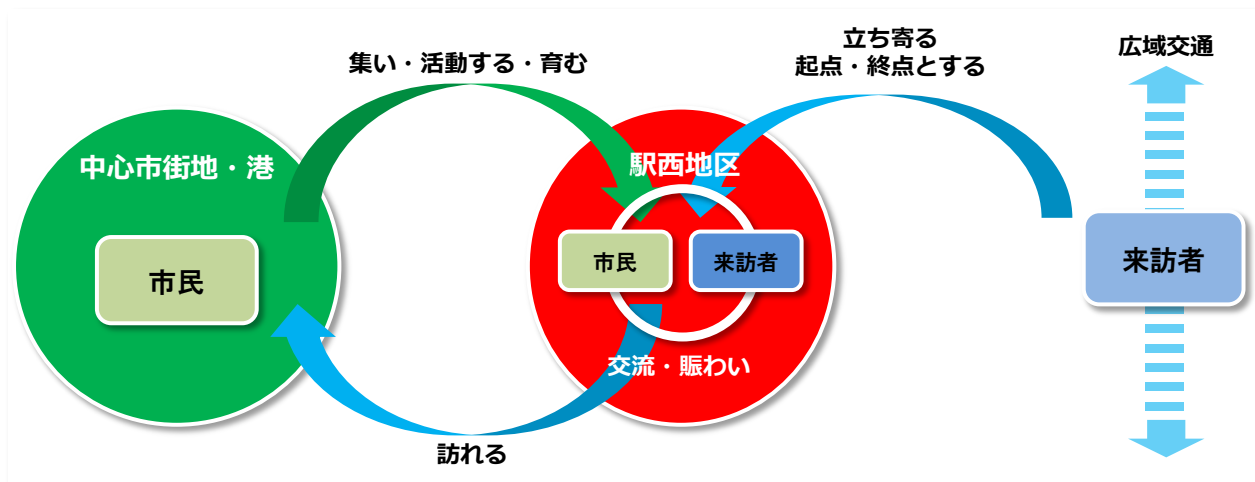 集い・活動する・育む
立ち寄る
起点・終点とする
広域交通
中心市街地・港
市民
駅西地区
市民
来訪者
交流・賑わい
来訪者
訪れる